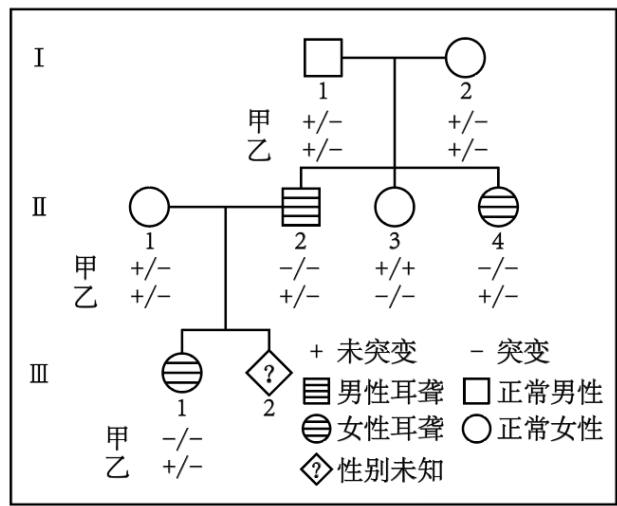 I
1 2
甲 +/- +/-
乙 +/- +/-
II
1 2 3 4
甲 +/- -/- +/+ -/-
乙 +/- +/- -/- +/-
III
?
1 2
甲 -/-
乙 +/-
+ 未突变 - 突变
男性耳聋 正常男性
女性耳聋 正常女性
? 性别未知